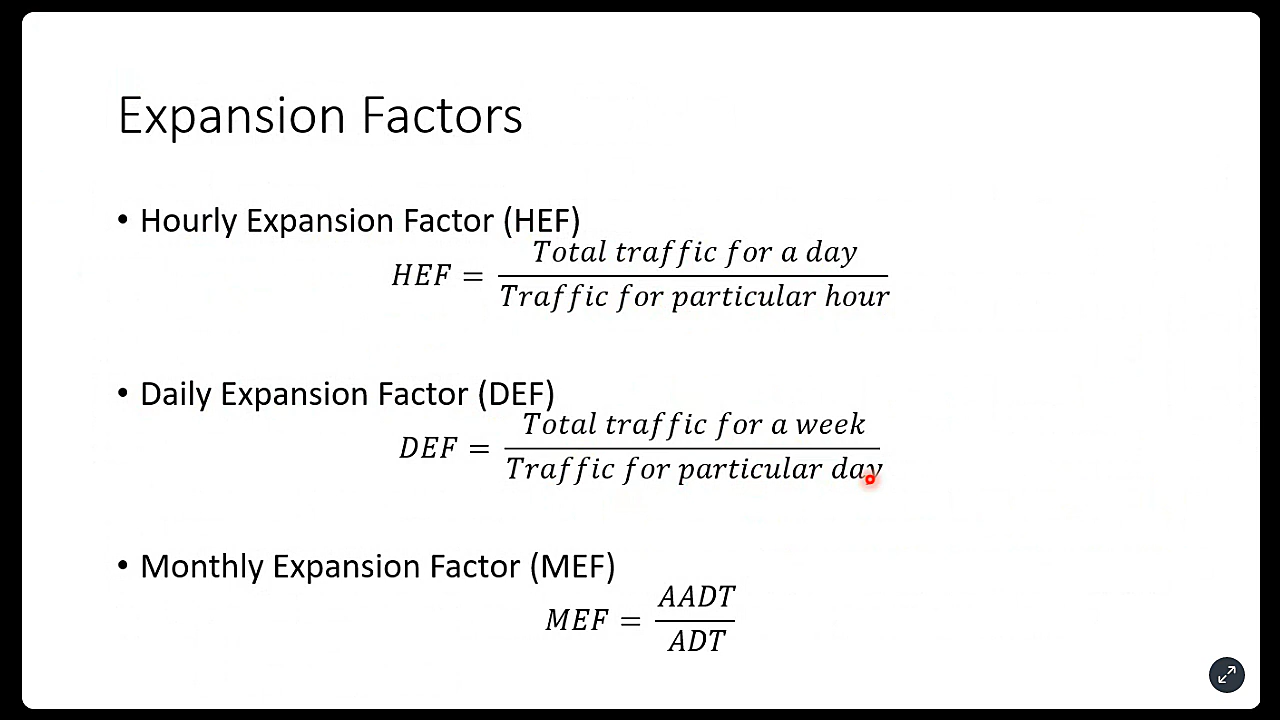 Expansion Factors
• Hourly Expansion Factor (HEF)
HEF = Total traffic for a day / Traffic for particular hour
• Daily Expansion Factor (DEF)
DEF = Total traffic for a week / Traffic for particular day
• Monthly Expansion Factor (MEF)
MEF = AADT / ADT